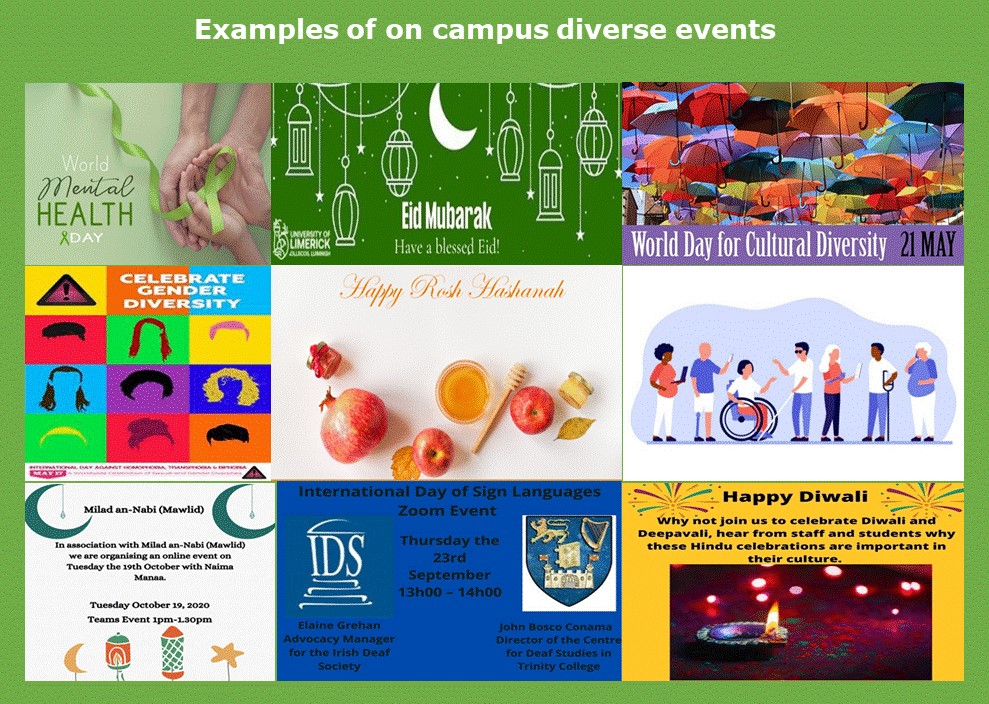 Examples of on campus diverse events
World
Mental
HEALTH
DAY
UNIVERSITY OF
LIMERICK
OLLSCOIL LUIMNIGH
Eid Mubarak
Have a blessed Eid!
World Day for Cultural Diversity 21 MAY
CELEBRATE
GENDER
DIVERSITY
INTERNATIONAL DAY AGAINST HOMOPHOBIA, TRANSPHOBIA & BIPHOBIA
MAY 17 A Worldwide Celebration of Sexual and Gender Diversities
Happy Rosh Hashanah
Milad an-Nabi (Mawlid)
In association with Milad an-Nabi (Mawlid)
we are organising an online event on
Tuesday the 19th October with Naima
Manaa.
Tuesday October 19, 2020
Teams Event 1pm-1.30pm
International Day of Sign Languages
Zoom Event
IDS
Thursday the
23rd
September
13h00 – 14h00
Elaine Grehan
Advocacy Manager
for the Irish Deaf
Society
John Bosco Conama
Director of the Centre
for Deaf Studies in
Trinity College
Happy Diwali
Why not join us to celebrate Diwali and
Deepavali, hear from staff and students why
these Hindu celebrations are important in
their culture.